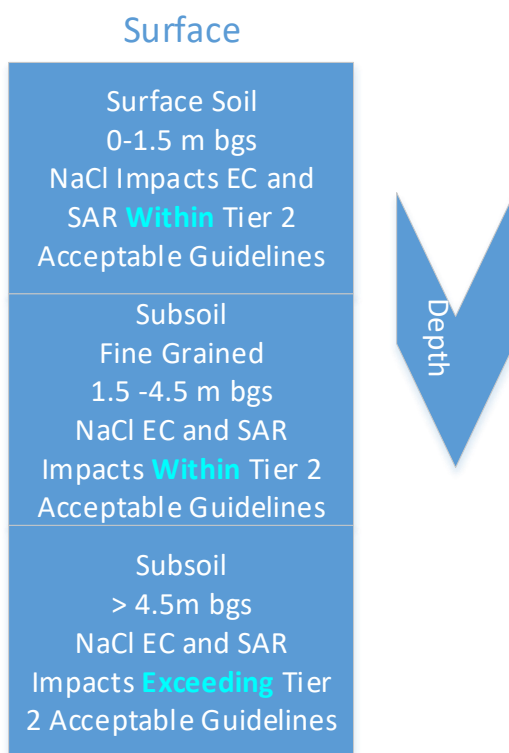 Surface
Surface Soil
0-1.5 m bgs
NaCl Impacts EC and
SAR Within Tier 2
Acceptable Guidelines
Subsoil
Fine Grained
1.5 -4.5 m bgs
NaCl EC and SAR
Impacts Within Tier 2
Acceptable Guidelines
Subsoil
> 4.5m bgs
NaCl EC and SAR
Impacts Exceeding Tier
2 Acceptable Guidelines
Depth